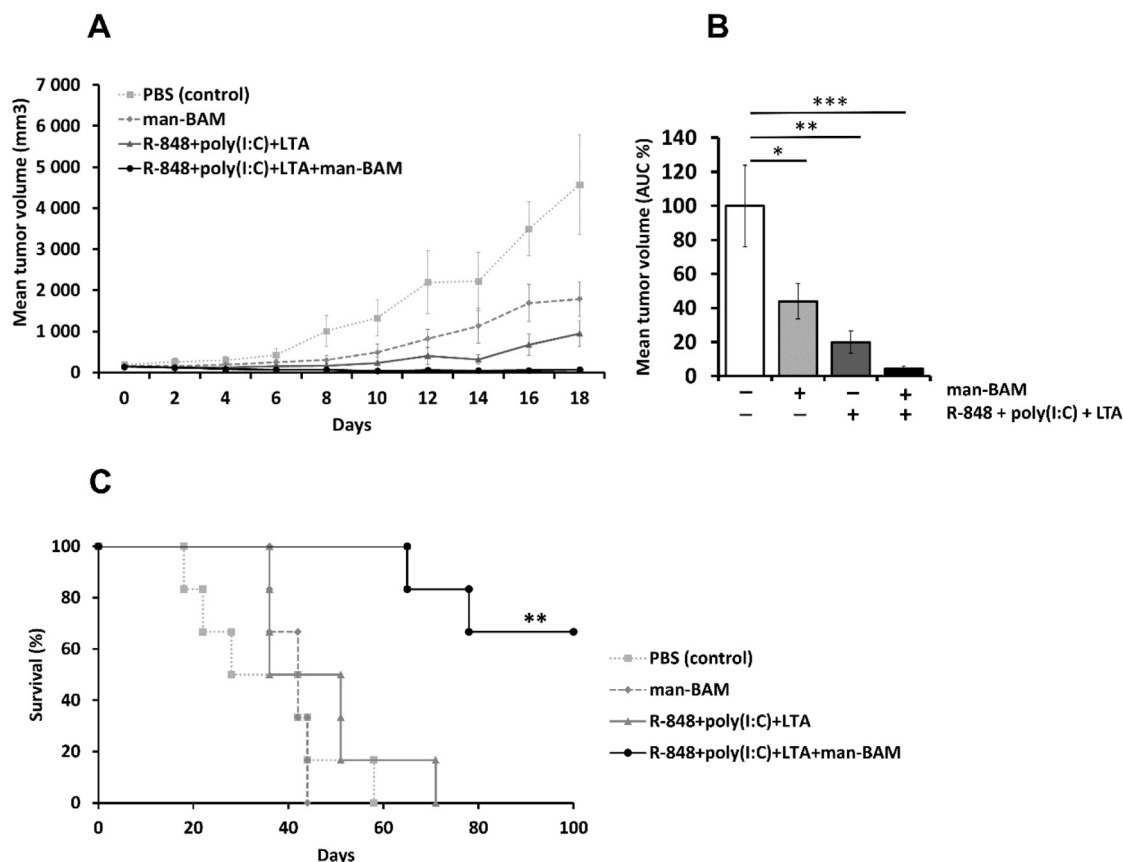 A
Mean tumor volume (mm3)
7 000
6 000
5 000
4 000
3 000
2 000
1 000
0
PBS (control)
man-BAM
R-848+poly(I:C)+LTA
R-848+poly(I:C)+LTA+man-BAM
0 2 4 6 8 10 12 14 16 18
Days
B
Mean tumor volume (AUC %)
140
120
100
80
60
40
20
0
***
**
*
− + − + man-BAM
− − + + R-848 + poly(I:C) + LTA
C
Survival (%)
100
80
60
40
20
0
**
0 20 40 60 80 100
Days
PBS (control)
man-BAM
R-848+poly(I:C)+LTA
R-848+poly(I:C)+LTA+man-BAM